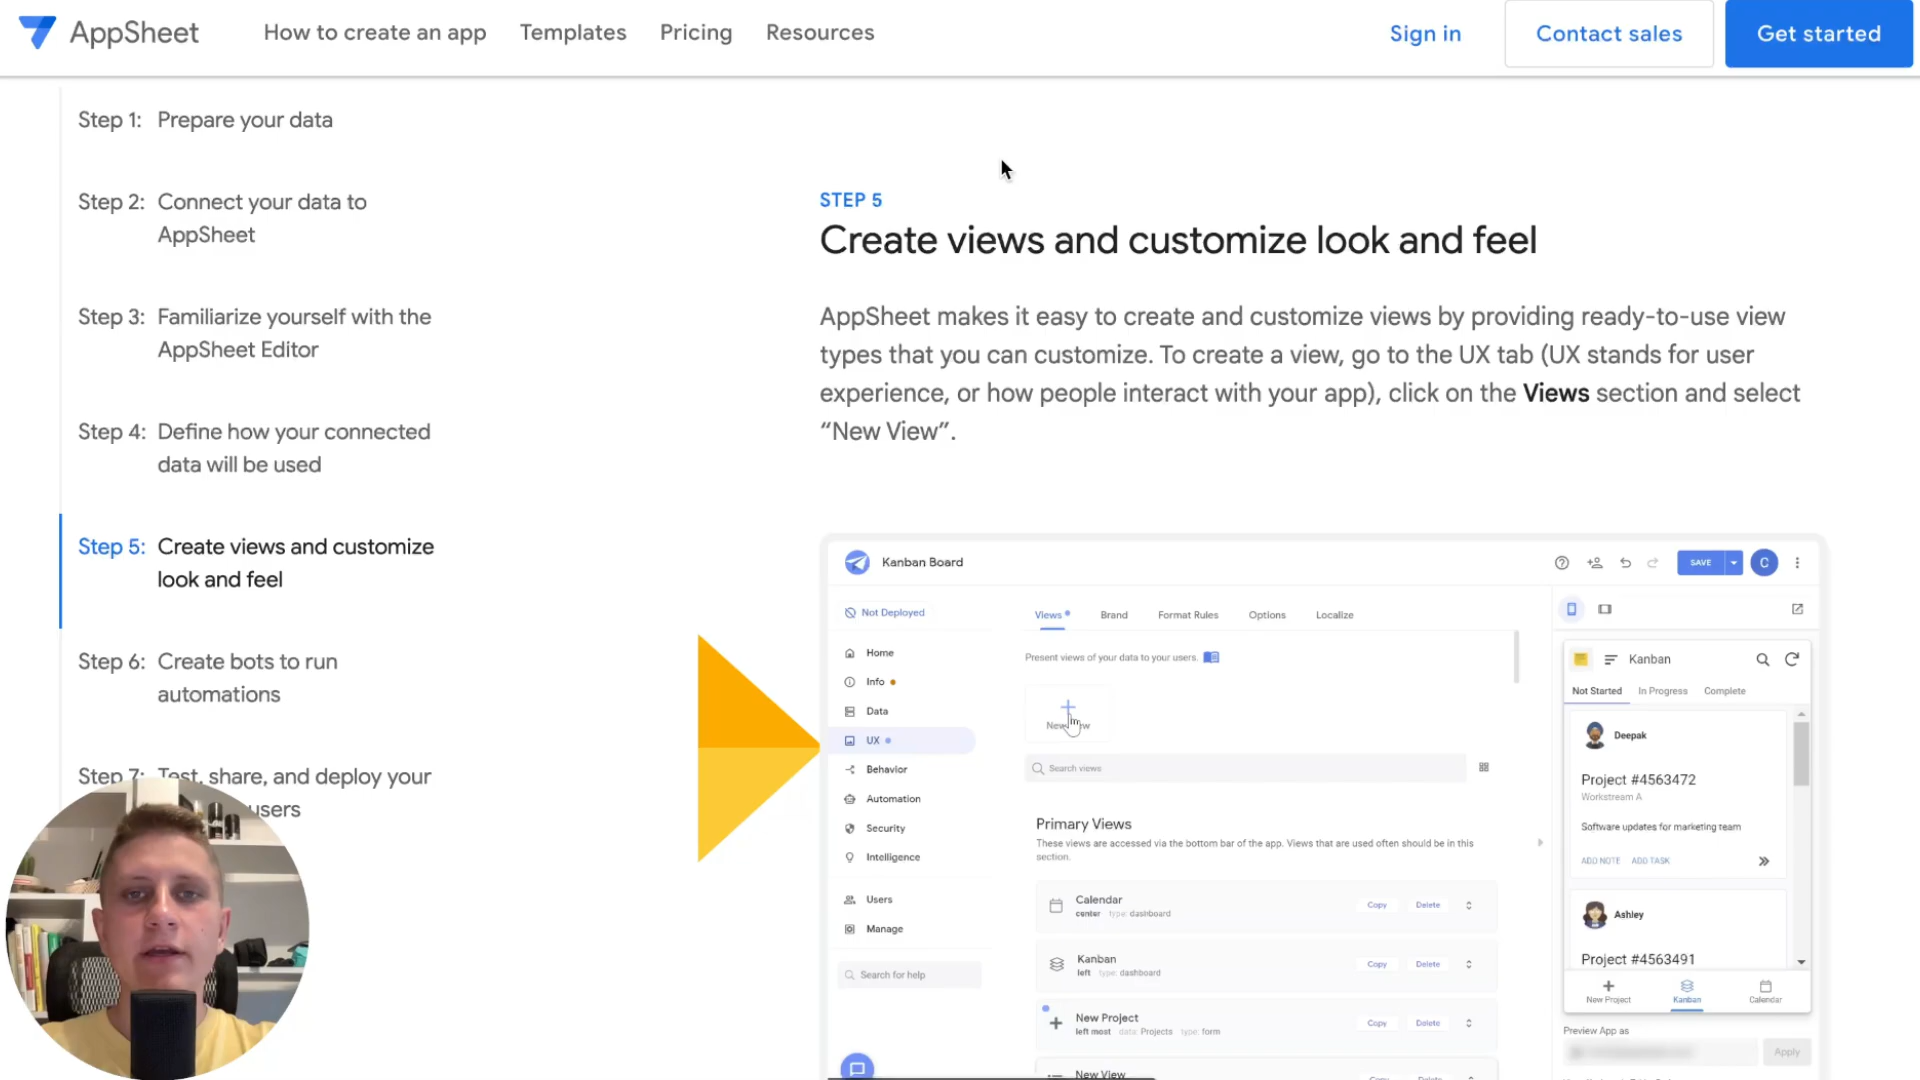 AppSheet
How to create an app
Templates
Pricing
Resources
Sign in
Contact sales
Get started
Step 1: Prepare your data
Step 2: Connect your data to
AppSheet
Step 3: Familiarize yourself with the
AppSheet Editor
Step 4: Define how your connected
data will be used
Step 5: Create views and customize
look and feel
Step 6: Create bots to run
automations
Step 7: Test, share, and deploy your
users
STEP 5
Create views and customize look and feel
AppSheet makes it easy to create and customize views by providing ready-to-use view
types that you can customize. To create a view, go to the UX tab (UX stands for user
experience, or how people interact with your app), click on the Views section and select
“New View”.
Kanban Board
SAVE
C
Not Deployed
Home
Info
Data
UX
Behavior
Automation
Security
Intelligence
Users
Manage
Search for help
Views
Brand
Format Rules
Options
Localize
Present views of your data to your users.
New View
Search views
Primary Views
These views are accessed via the bottom bar of the app. Views that are used often should be in this
section.
Calendar
center type: dashboard
Copy
Delete
Kanban
left type: dashboard
Copy
Delete
New Project
left most data: Projects type: form
Copy
Delete
New View
Copy
Delete
Kanban
Not Started
In Progress
Complete
Deepak
Project #4563472
Workstream A
Software updates for marketing team
ADD NOTE
ADD TASK
Ashley
Project #4563491
New Project
Kanban
Calendar
Preview App as
Apply